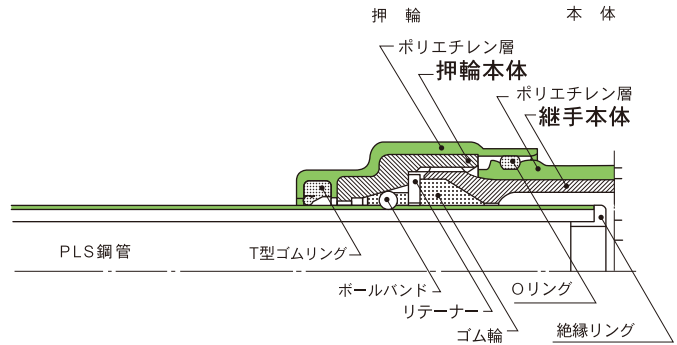 押輪
本体
ポリエチレン層
押輪本体
ポリエチレン層
継手本体
PLS鋼管
T型ゴムリング
ボールバンド
Oリング
リテーナー
ゴム輪
絶縁リング